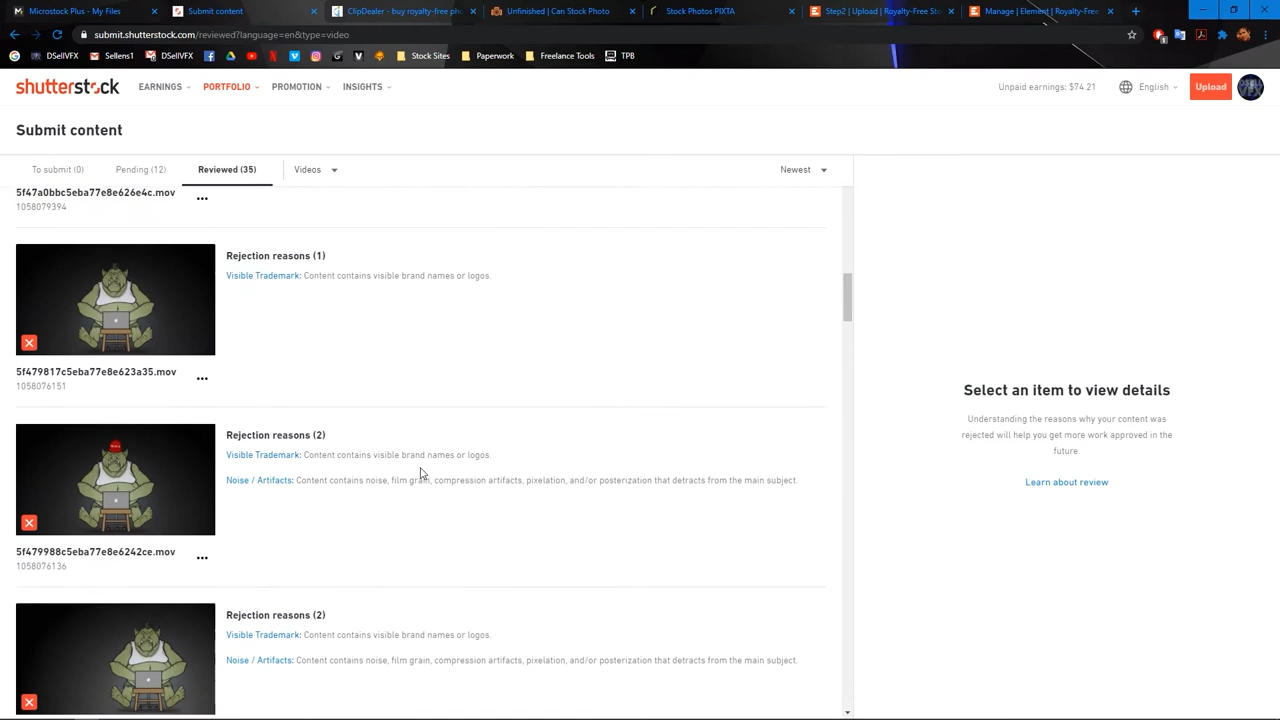 Microstock Plus - My Files
Submit content
ClipDealer - buy royalty-free pho
Unfinished | Can Stock Photo
Stock Photos PIXTA
Step2 | Upload | Royalty-Free Sto
Manage | Element | Royalty-Free
submit.shutterstock.com/reviewed?language=en&type=video
DSellVFX
Sellens1
DSellVFX
Stock Sites
Paperwork
Freelance Tools
TPB
shutterstock
EARNINGS
PORTFOLIO
PROMOTION
INSIGHTS
Unpaid earnings: $74.21
English
Upload
Submit content
To submit (0)
Pending (12)
Reviewed (35)
Videos
Newest
5f47a0bbc5eba77e8e626e4c.mov
1058079394
Rejection reasons (1)
Visible Trademark: Content contains visible brand names or logos.
5f479817c5eba77e8e623a35.mov
1058076151
Rejection reasons (2)
Visible Trademark: Content contains visible brand names or logos.
Noise / Artifacts: Content contains noise, film grain, compression artifacts, pixelation, and/or posterization that detracts from the main subject.
5f479988c5eba77e8e6242ce.mov
1058076136
Rejection reasons (2)
Visible Trademark: Content contains visible brand names or logos.
Noise / Artifacts: Content contains noise, film grain, compression artifacts, pixelation, and/or posterization that detracts from the main subject.
Select an item to view details
Understanding the reasons why your content was
rejected will help you get more work approved in the
future.
Learn about review